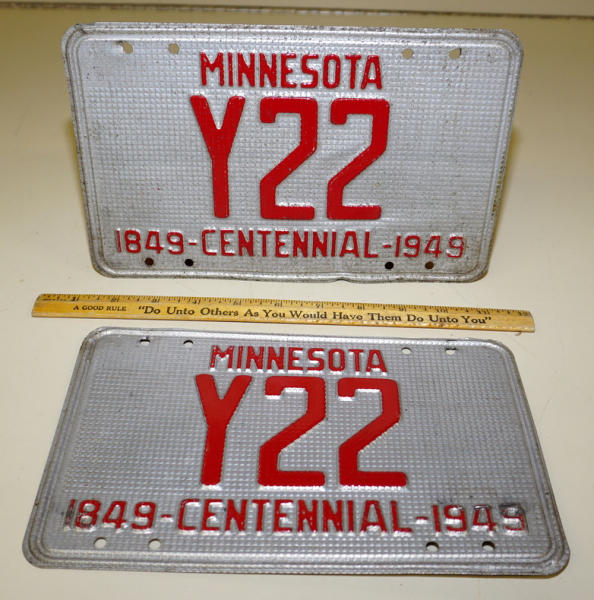 MINNESOTA
Y22
1849-CENTENNIAL-1949
A GOOD RULE "Do Unto Others As You Would Have Them Do Unto You"
MINNESOTA
Y22
1849-CENTENNIAL-1949